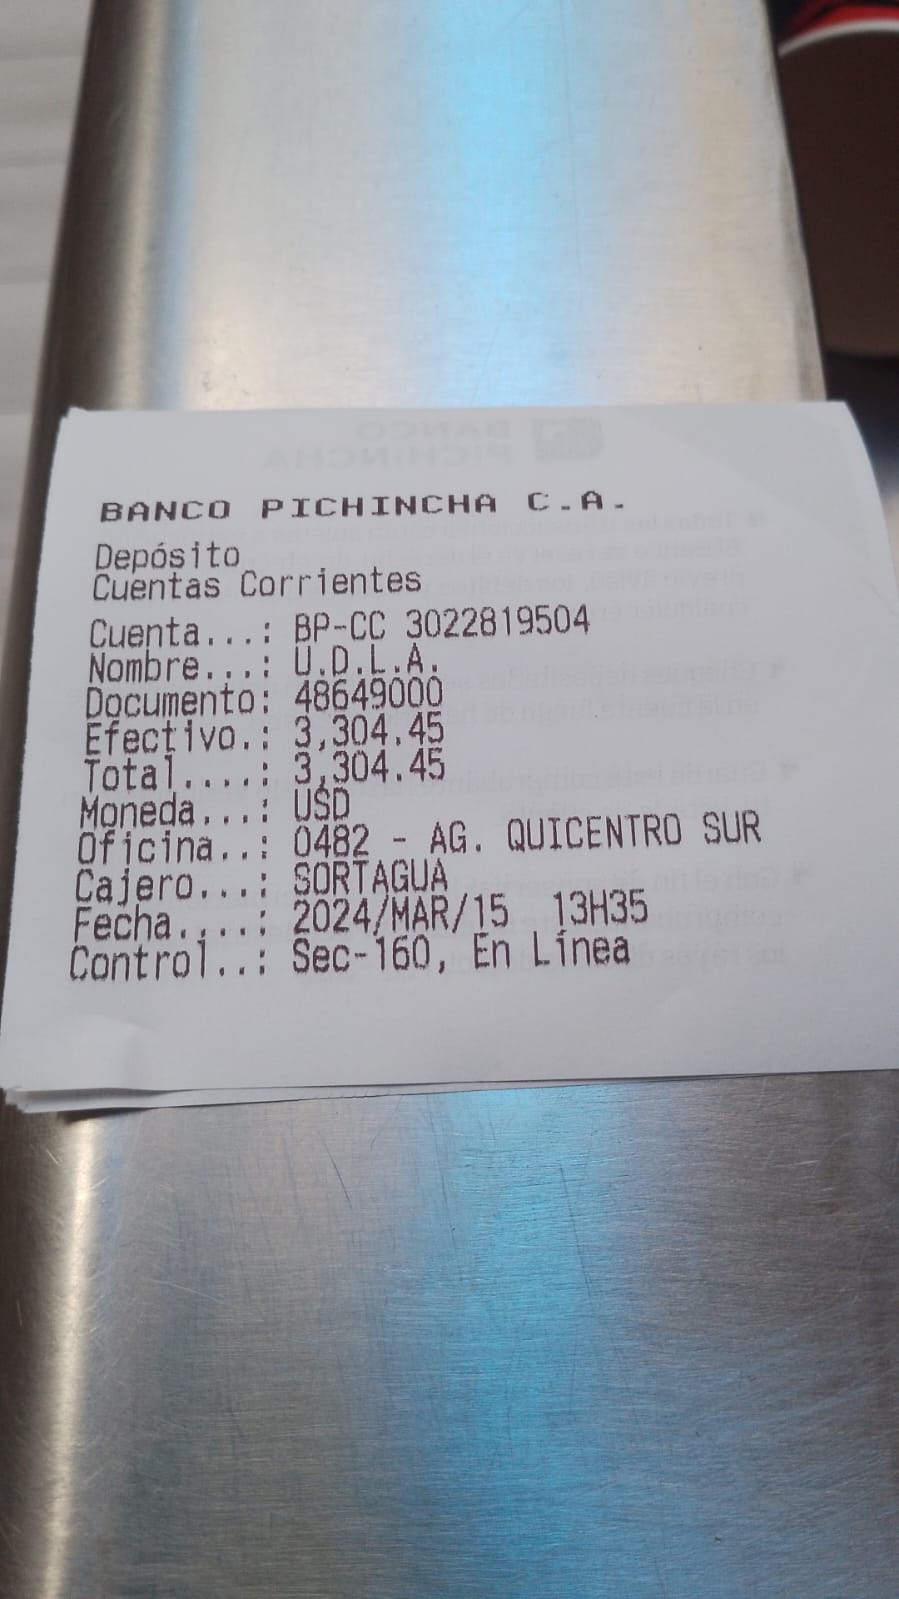 BANCO PICHINCHA C.A.
Depósito
Cuentas Corrientes
Cuenta...: BP-CC 3022819504
Nombre...: U.D.L.A.
Documento: 48649000
Efectivo.: 3,304.45
Total....: 3,304.45
Moneda...: USD
Oficina..: 0482 - AG. QUICENTRO SUR
Cajero...: SORTAGUA
Fecha....: 2024/MAR/15 13H35
Control..: Sec-160, En Línea